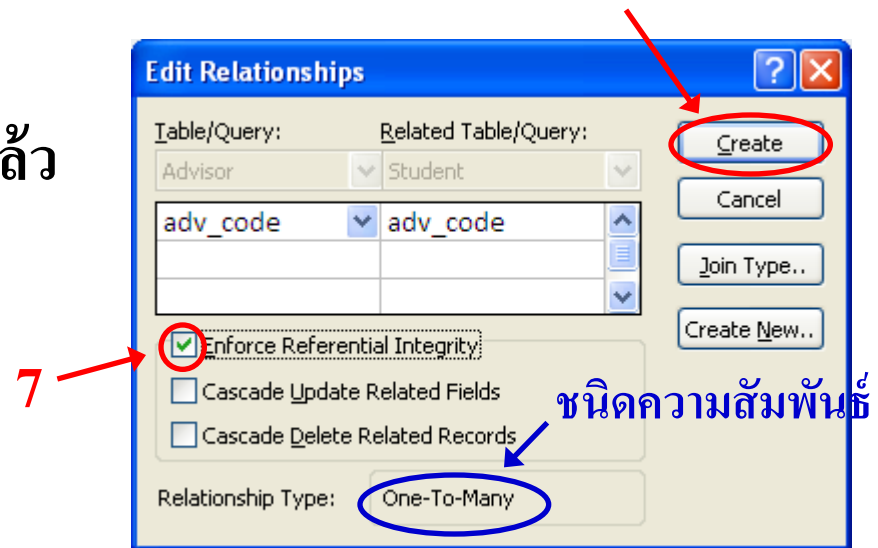 Edit Relationships
ล้ว
Table/Query: Related Table/Query:
Create
Advisor Student
Cancel
adv_code adv_code
Join Type..
Create New..
Enforce Referential Integrity
7
Cascade Update Related Fields
ชนิดความสัมพันธ์
Cascade Delete Related Records
Relationship Type: One-To-Many